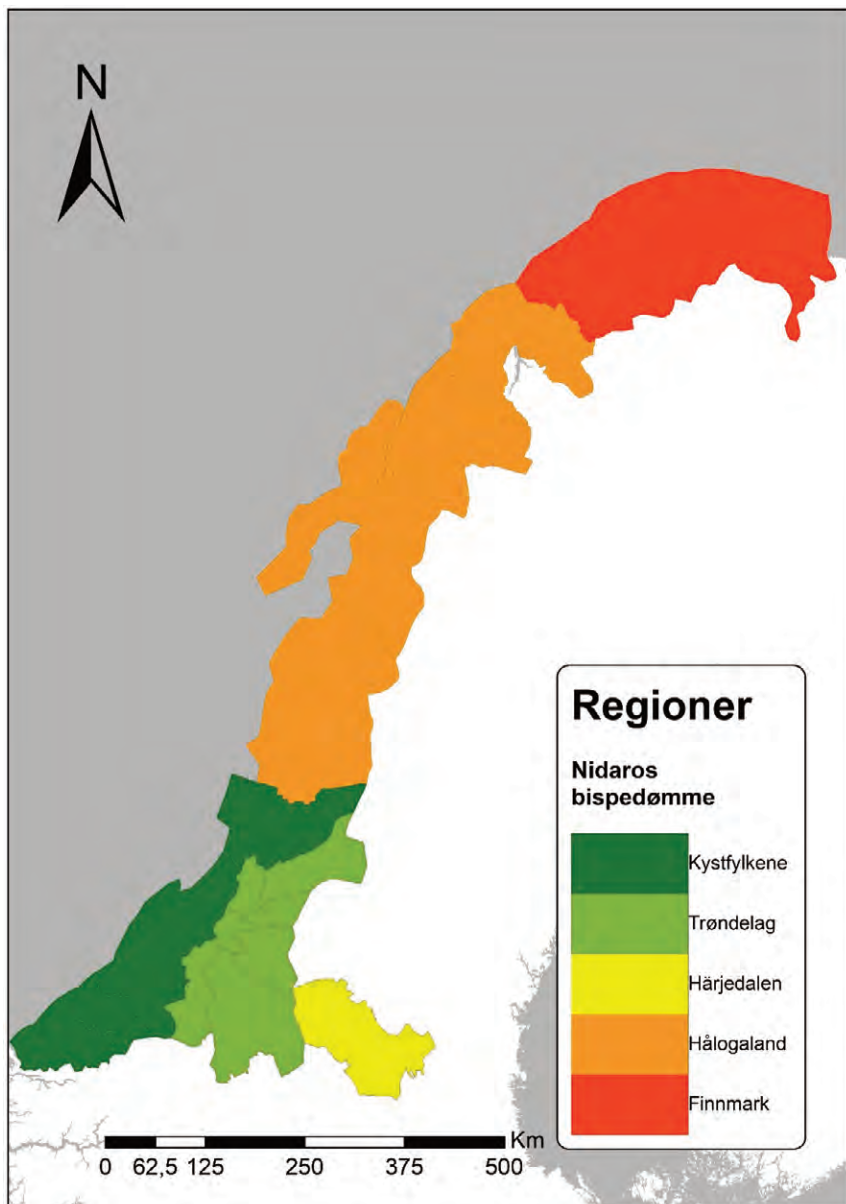 N
Regioner
Nidaros
bispedømme
Kystfylkene
Trøndelag
Härjedalen
Hålogaland
Finnmark
Km
0 62,5 125 250 375 500